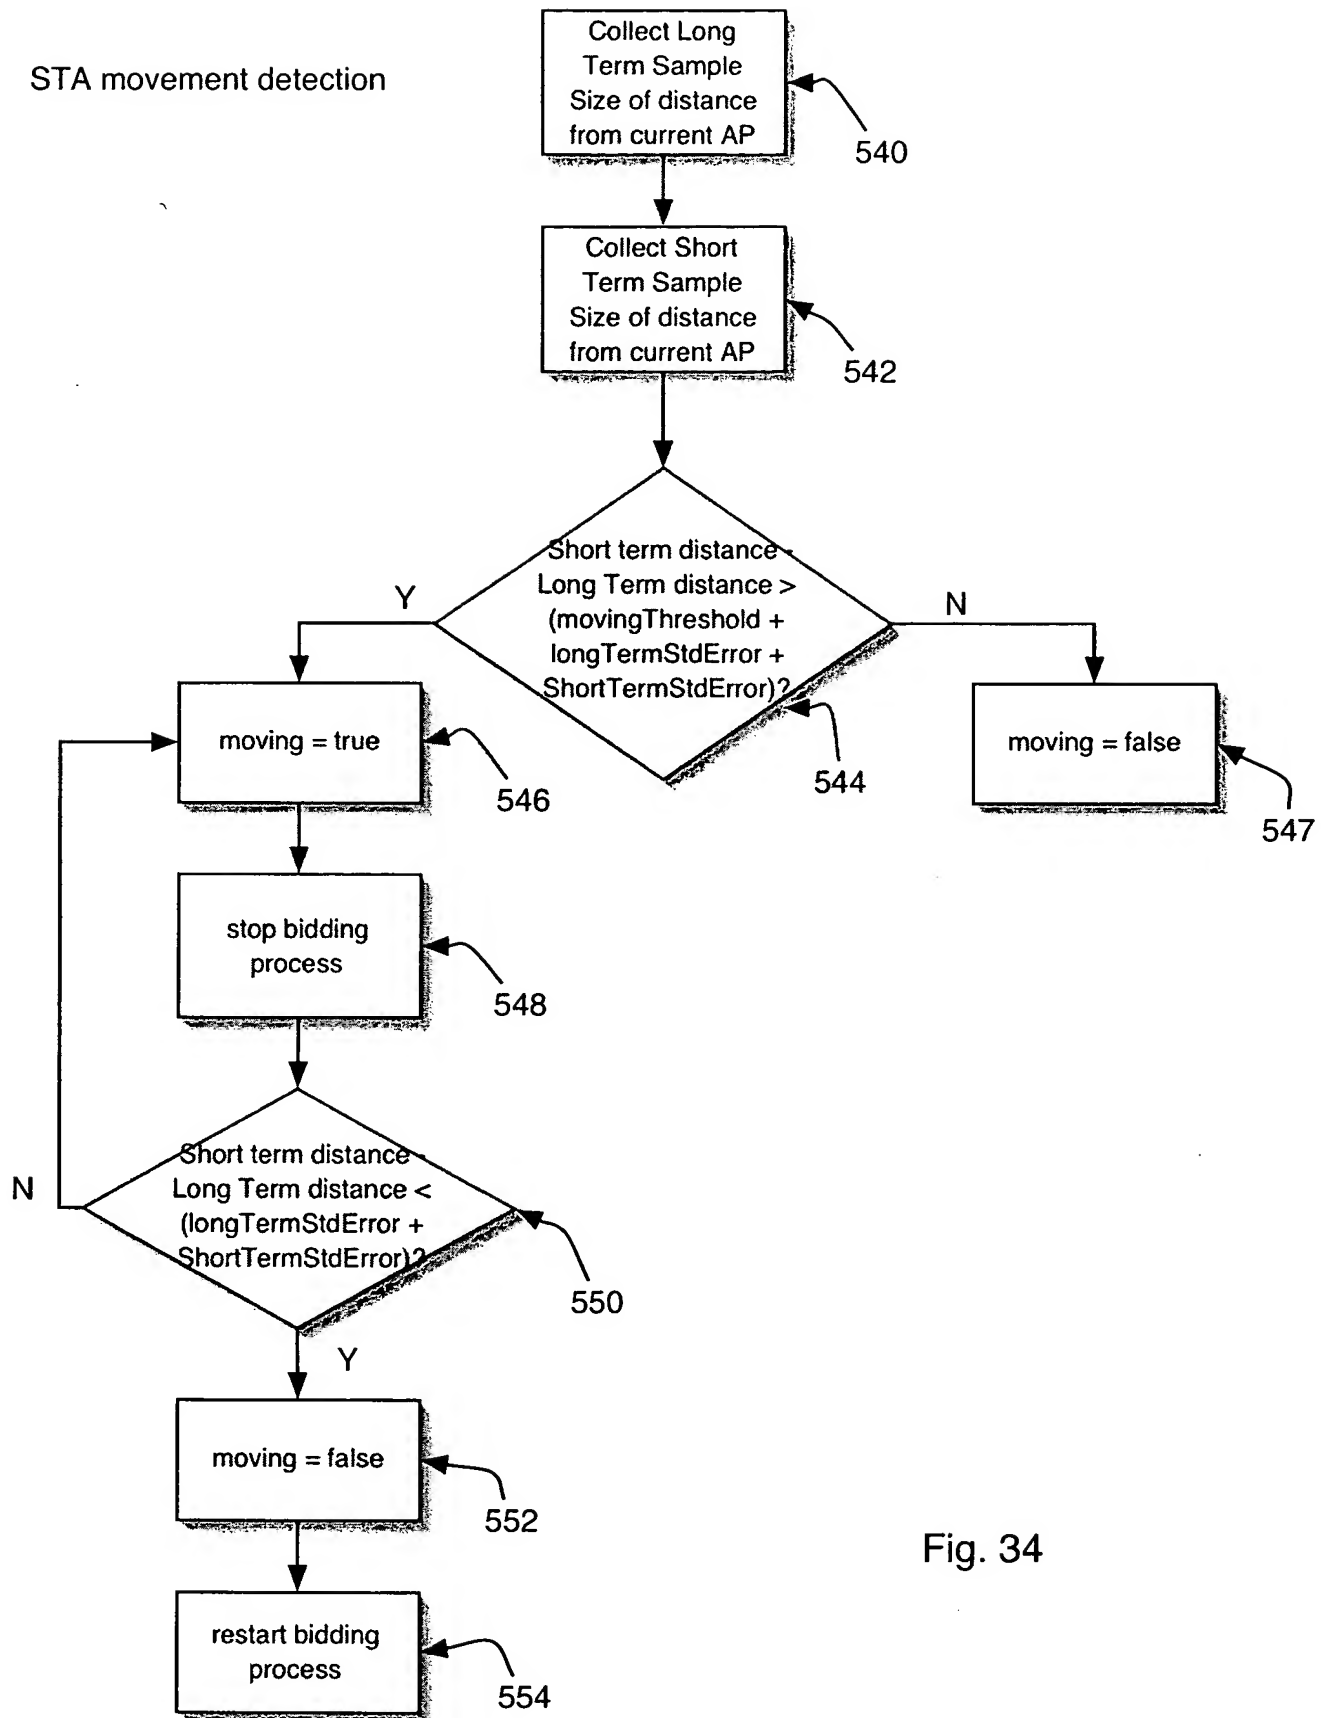 STA movement detection
Collect Long
Term Sample
Size of distance
from current AP
540
Collect Short
Term Sample
Size of distance
from current AP
542
Short term distance -
Long Term distance >
(movingThreshold +
longTermStdError +
ShortTermStdError)?
Y
N
544
moving = true
546
moving = false
547
stop bidding
process
548
Short term distance -
Long Term distance <
(longTermStdError +
ShortTermStdError)?
N
550
Y
moving = false
552
restart bidding
process
554
Fig. 34